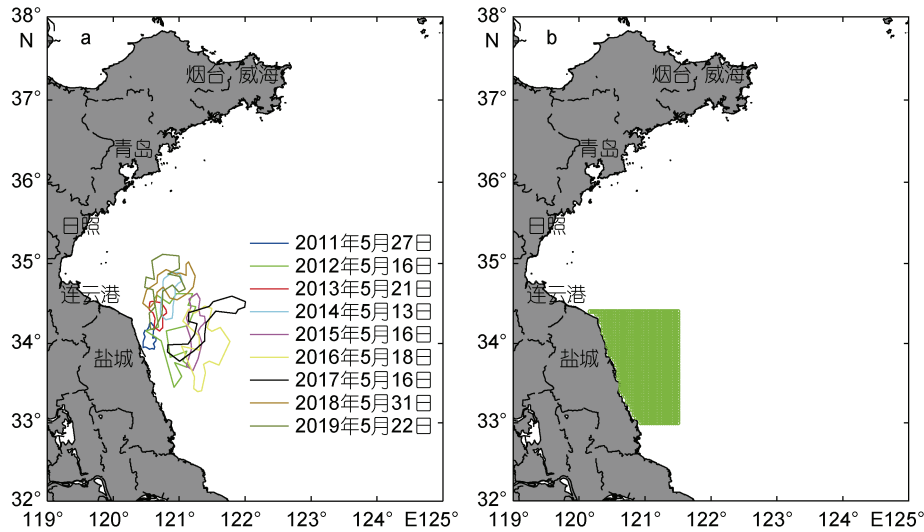 38°
N
a
烟台
威海
37°
青岛
36°
日照
35°
连云港
34°
盐城
33°
32°
119°
120°
121°
122°
123°
124°
E125°
2011年5月27日
2012年5月16日
2013年5月21日
2014年5月13日
2015年5月16日
2016年5月18日
2017年5月16日
2018年5月31日
2019年5月22日
38°
N
b
烟台
威海
37°
青岛
36°
日照
35°
连云港
34°
盐城
33°
32°
119°
120°
121°
122°
123°
124°
E125°